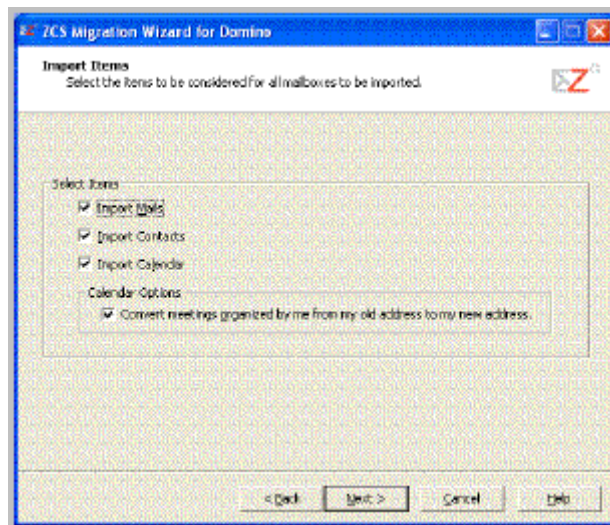 ZCS Migration Wizard for Domino
Import Items
Select the items to be considered for all mailboxes to be imported.
Select Items
Import Mails
Import Contacts
Import Calendar
Calendar Options
Convert meetings organized by me from my old address to my new address.
< Back Next > Cancel Help